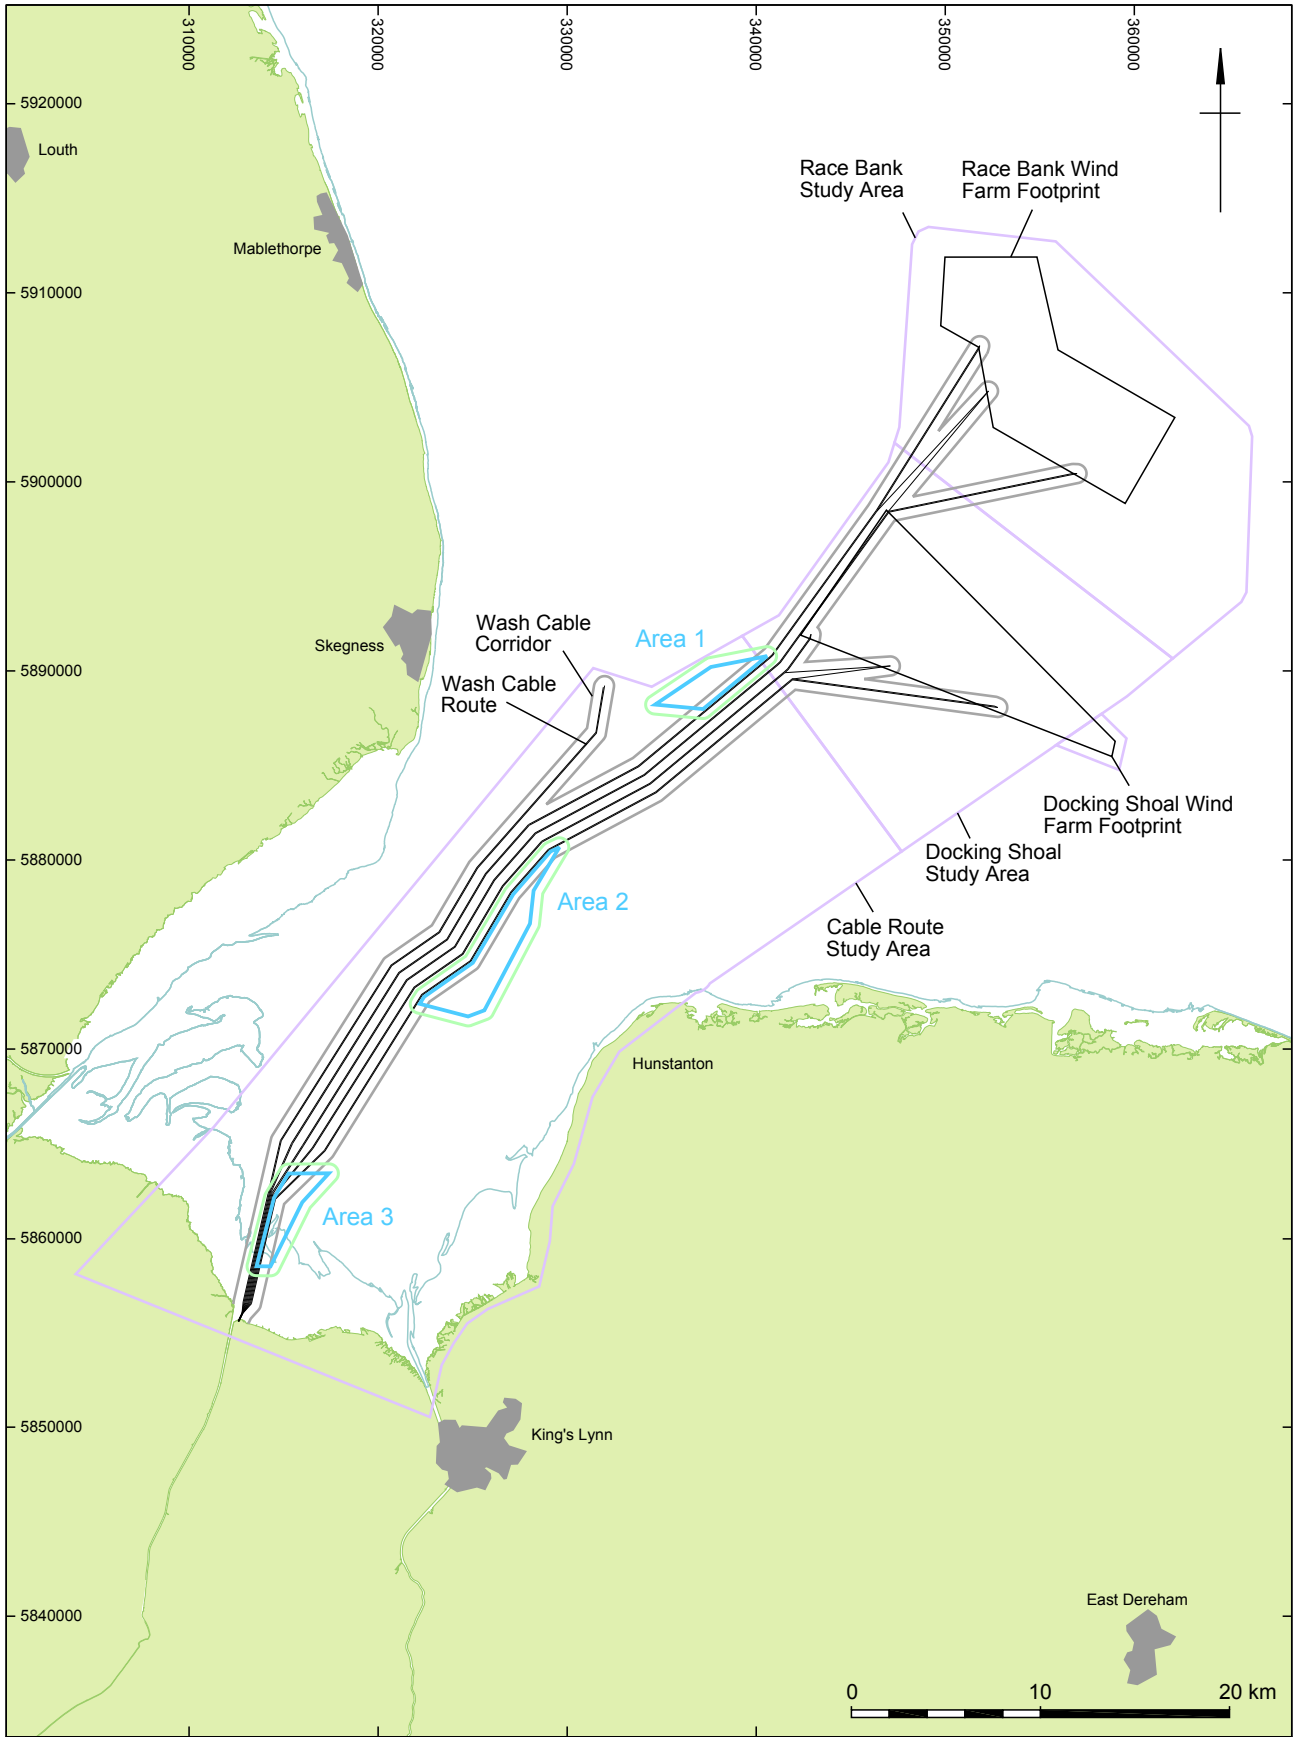 310000
320000
330000
340000
350000
360000
5920000
Louth
Race Bank
Study Area
Race Bank Wind
Farm Footprint
Mablethorpe
5910000
5900000
Wash Cable
Corridor
Area 1
Skegness
5890000
Wash Cable
Route
Docking Shoal Wind
Farm Footprint
5880000
Docking Shoal
Study Area
Area 2
Cable Route
Study Area
5870000
Hunstanton
Area 3
5860000
5850000
King's Lynn
5840000
East Dereham
0
10
20 km